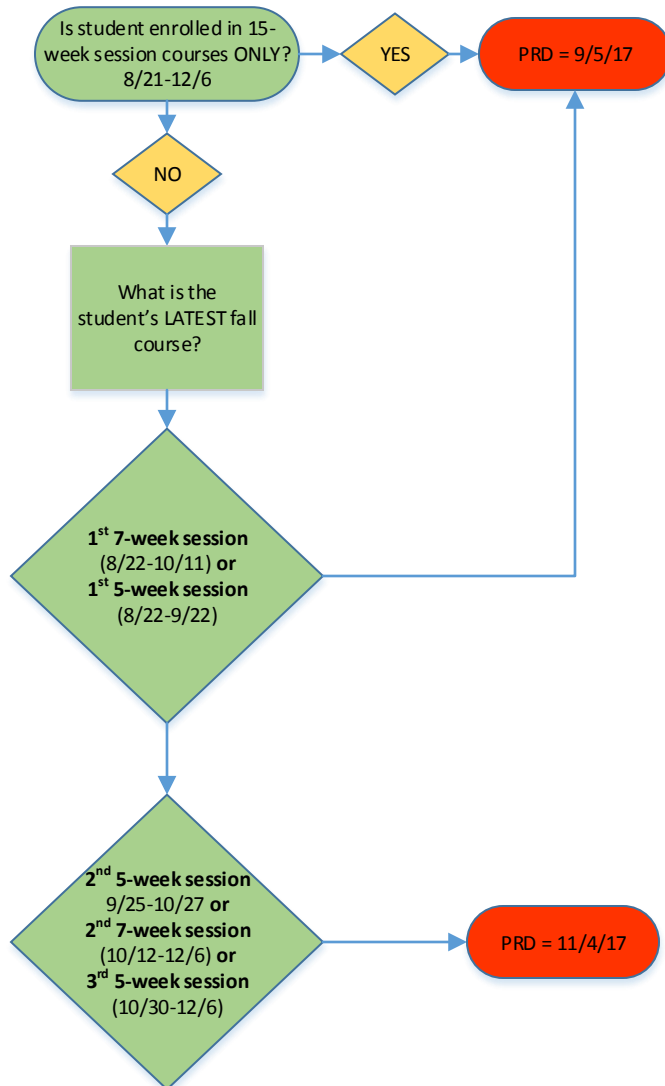 Is student enrolled in 15-
week session courses ONLY?
8/21-12/6
YES
PRD = 9/5/17
NO
What is the
student’s LATEST fall
course?
1st 7-week session
(8/22-10/11) or
1st 5-week session
(8/22-9/22)
2nd 5-week session
9/25-10/27 or
2nd 7-week session
(10/12-12/6) or
3rd 5-week session
(10/30-12/6)
PRD = 11/4/17